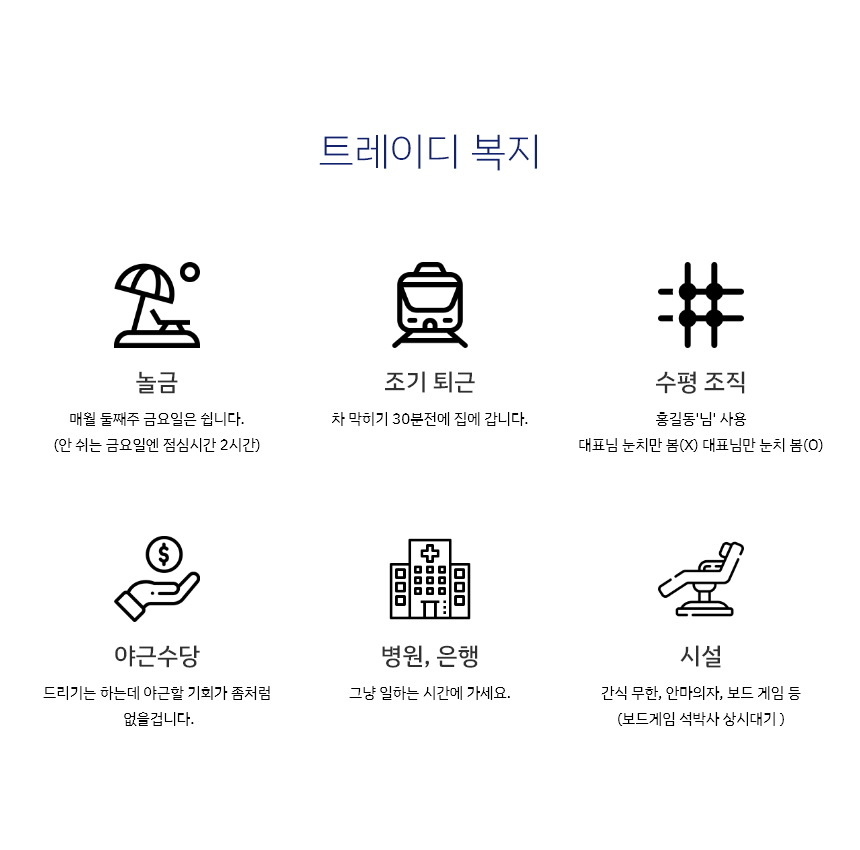 트레이디 복지
놀금
매월 둘째주 금요일은 쉽니다.
(안 쉬는 금요일엔 점심시간 2시간)
조기 퇴근
차 막히기 30분전에 집에 갑니다.
수평 조직
홍길동'님' 사용
대표님 눈치만 봄(X) 대표님만 눈치 봄(O)
야근수당
드리기는 하는데 야근할 기회가 좀처럼
없을겁니다.
병원, 은행
그냥 일하는 시간에 가세요.
시설
간식 무한, 안마의자, 보드 게임 등
(보드게임 석박사 상시대기 )